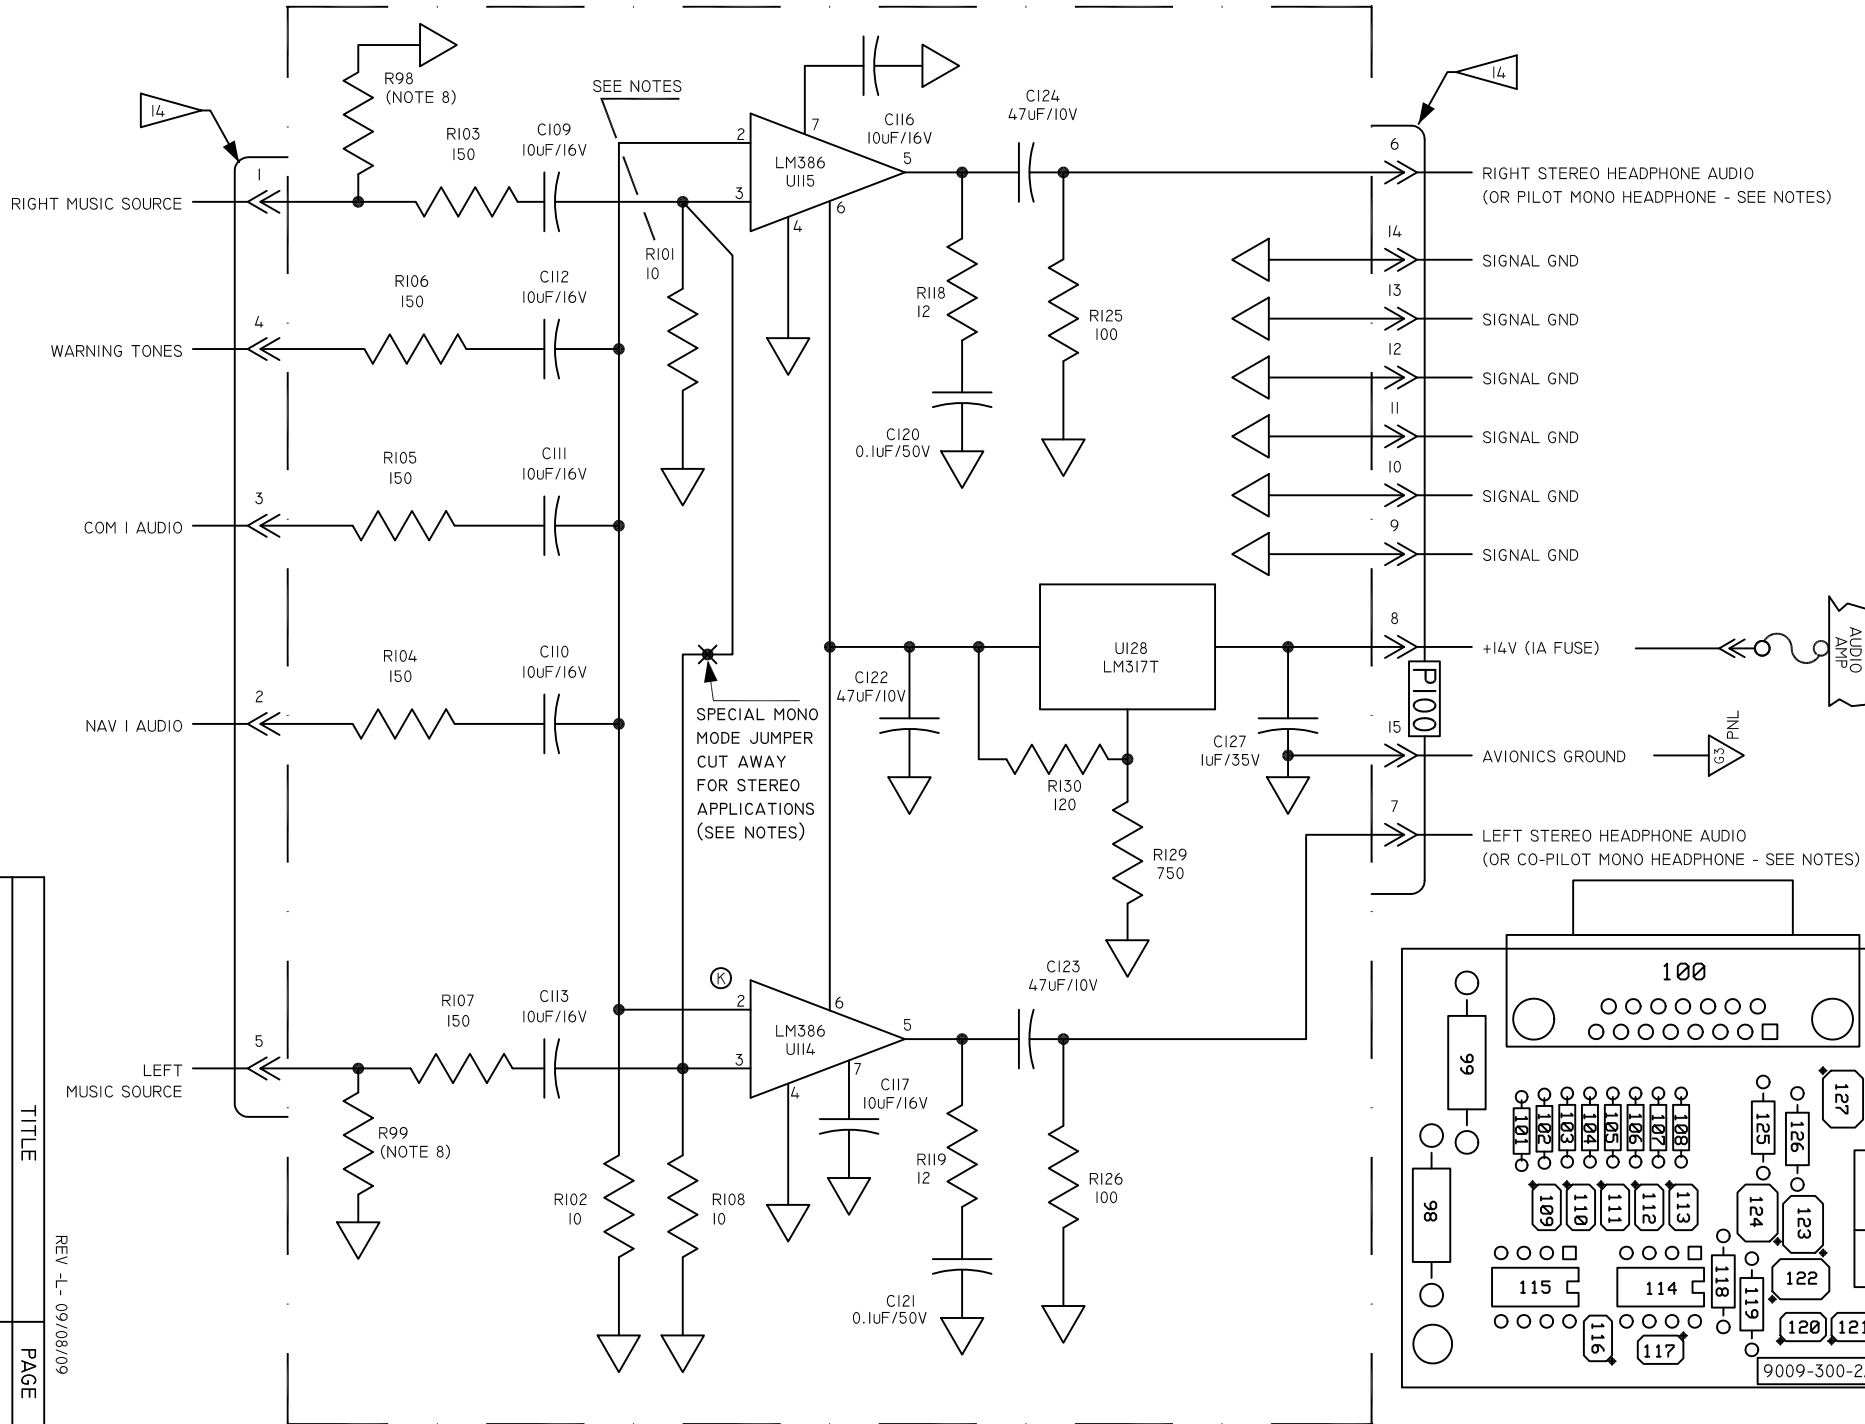 14
R98
(NOTE 8)
SEE NOTES
R103
150
C109
10uF/16V
1
RIGHT MUSIC SOURCE
2
3
7
LM386
U115
4
5
6
C116
10uF/16V
C124
47uF/10V
14
6
RIGHT STEREO HEADPHONE AUDIO
(OR PILOT MONO HEADPHONE - SEE NOTES)
R101
10
R106
150
C112
10uF/16V
4
WARNING TONES
R118
12
R125
100
C120
0.1uF/50V
14
SIGNAL GND
13
SIGNAL GND
12
SIGNAL GND
11
SIGNAL GND
10
SIGNAL GND
9
SIGNAL GND
R105
150
C111
10uF/16V
3
COM 1 AUDIO
R104
150
C110
10uF/16V
2
NAV 1 AUDIO
SPECIAL MONO
MODE JUMPER
CUT AWAY
FOR STEREO
APPLICATIONS
(SEE NOTES)
C122
47uF/10V
U128
LM317T
C127
1uF/35V
R130
120
R129
750
8
+14V (1A FUSE)
AUDIO
AMP
P100
15
AVIONICS GROUND
G3
PNL
7
LEFT STEREO HEADPHONE AUDIO
(OR CO-PILOT MONO HEADPHONE - SEE NOTES)
K
R107
150
C113
10uF/16V
5
LEFT
MUSIC SOURCE
R99
(NOTE 8)
2
3
LM386
U114
4
5
6
7
C117
10uF/16V
C123
47uF/10V
R102
10
R108
10
R119
12
R126
100
C121
0.1uF/50V
100
99
98
101
102
103
104
105
106
107
108
125
126
127
109
110
111
112
113
124
123
115
114
118
119
122
116
117
120
121
9009-300-2
TITLE
PAGE
REV -L- 09/08/09